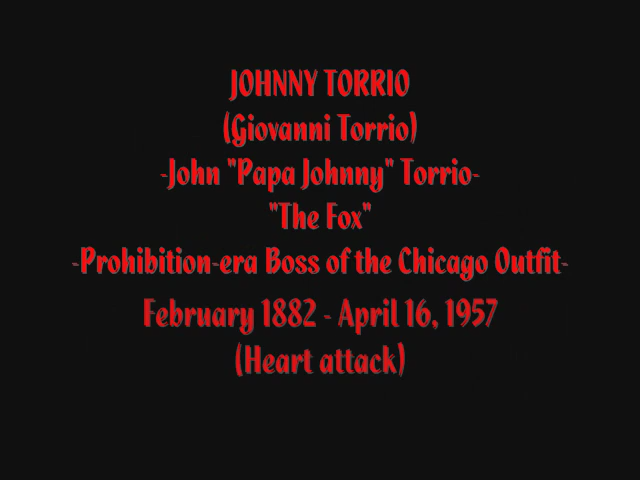 JOHNNY TORRIO
(Giovanni Torrio)
-John "Papa Johnny" Torrio-
"The Fox"
-Prohibition-era Boss of the Chicago Outfit-
February 1882 - April 16, 1957
(Heart attack)